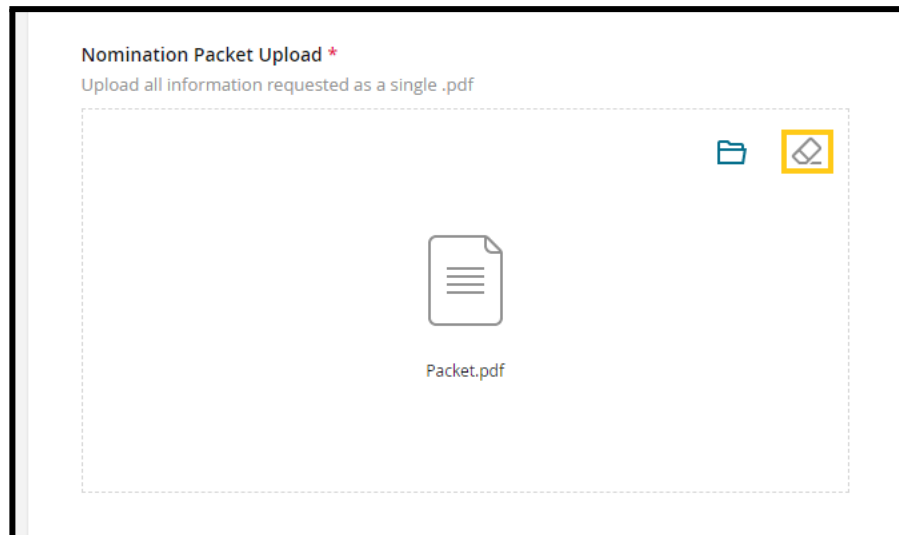 Nomination Packet Upload *
Upload all information requested as a single .pdf
Packet.pdf